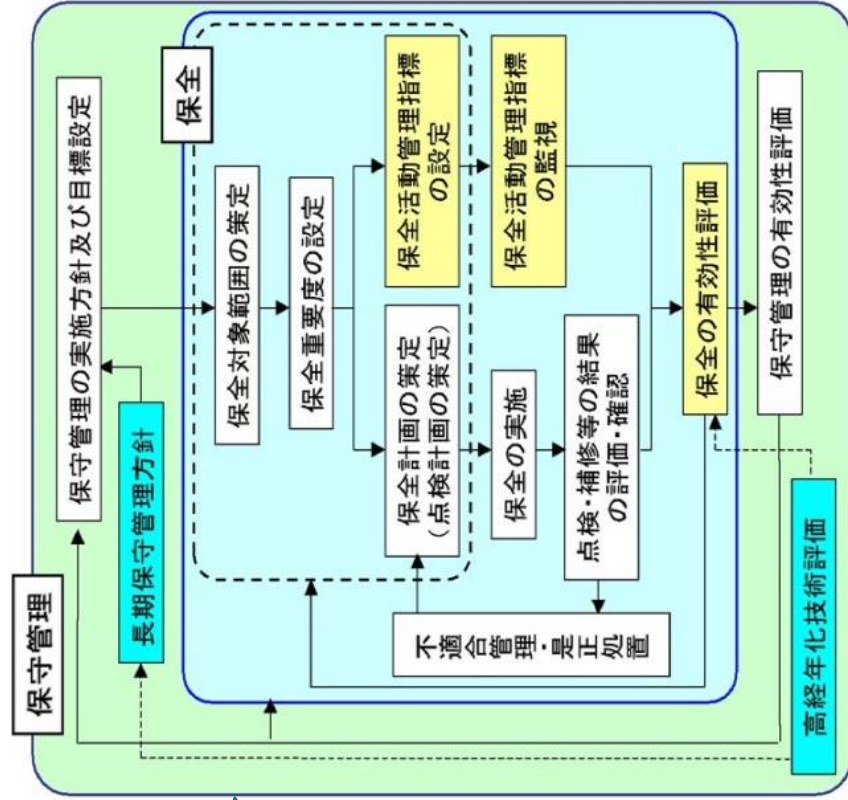 保守管理
保守管理の実施方針及び目標設定
長期保守管理方針
保全
保全対象範囲の策定
保全重要度の設定
保全計画の策定
(点検計画の策定)
保全活動管理指標
の設定
保全の実施
保全活動管理指標
の監視
点検・補修等の結果
の評価・確認
不適合管理・是正処置
保全の有効性評価
保守管理の有効性評価
高経年化技術評価